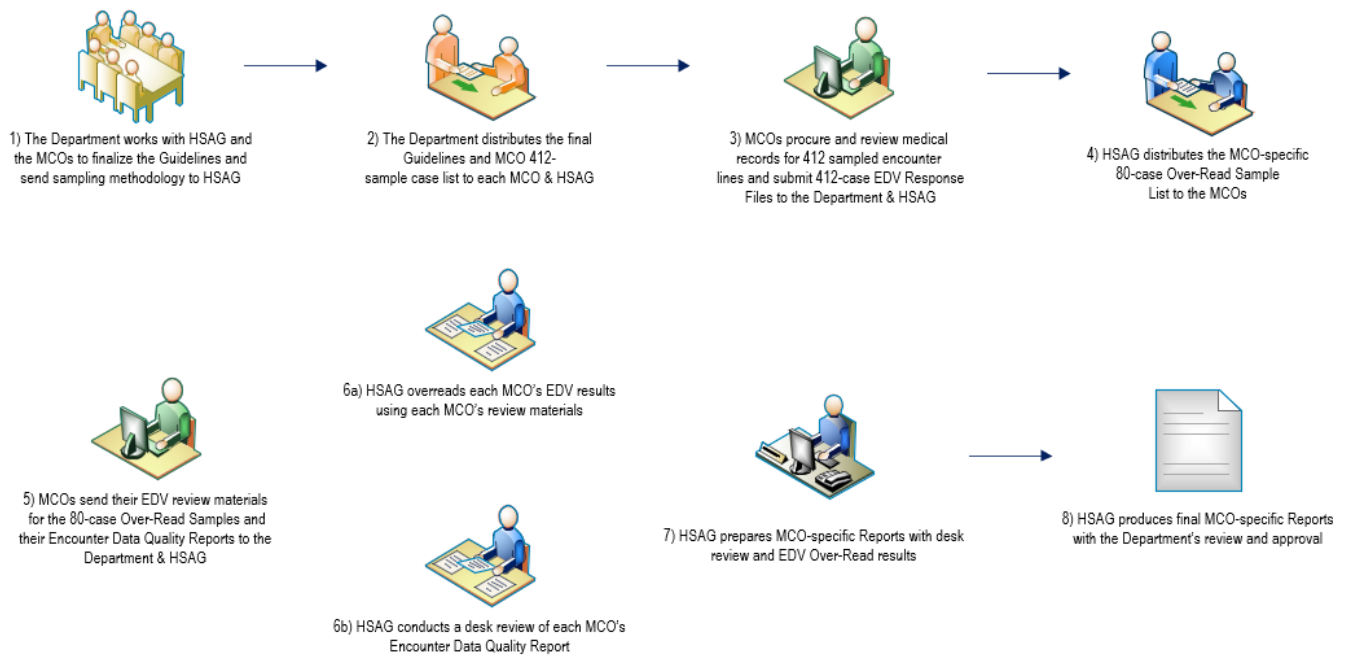 1) The Department works with HSAG and
the MCOs to finalize the Guidelines and
send sampling methodology to HSAG
2) The Department distributes the final
Guidelines and MCO 412-
sample case list to each MCO & HSAG
3) MCOs procure and review medical
records for 412 sampled encounter
lines and submit 412-case EDV Response
Files to the Department & HSAG
4) HSAG distributes the MCO-specific
80-case Over-Read Sample
List to the MCOs
5) MCOs send their EDV review materials
for the 80-case Over-Read Samples and
their Encounter Data Quality Reports to the
Department & HSAG
6a) HSAG overreads each MCO's EDV results
using each MCO's review materials
6b) HSAG conducts a desk review of each MCO's
Encounter Data Quality Report
7) HSAG prepares MCO-specific Reports with desk
review and EDV Over-Read results
8) HSAG produces final MCO-specific Reports
with the Department's review and approval